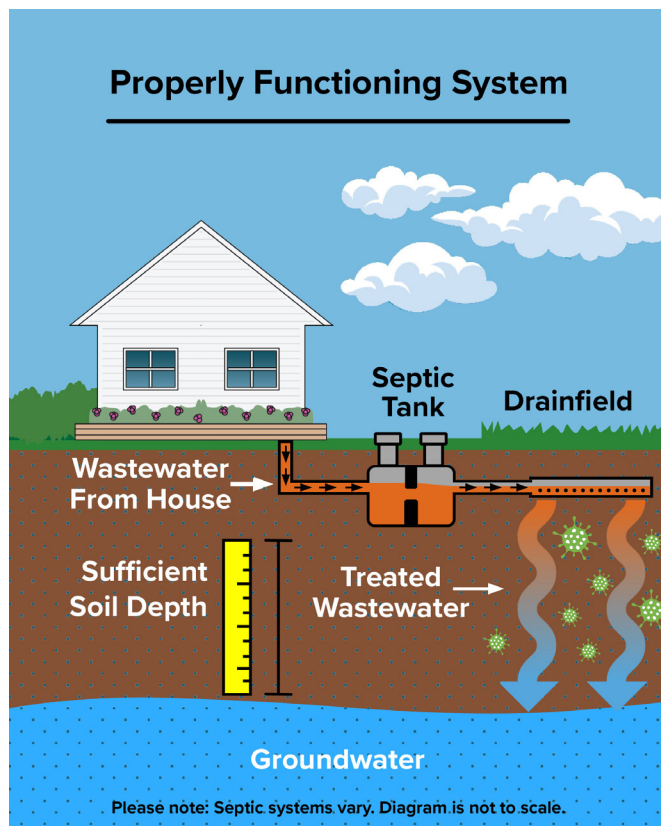 Properly Functioning System
Septic
Tank
Drainfield
Wastewater
From House
Sufficient
Soil Depth
Treated
Wastewater
Groundwater
Please note: Septic systems vary. Diagram is not to scale.